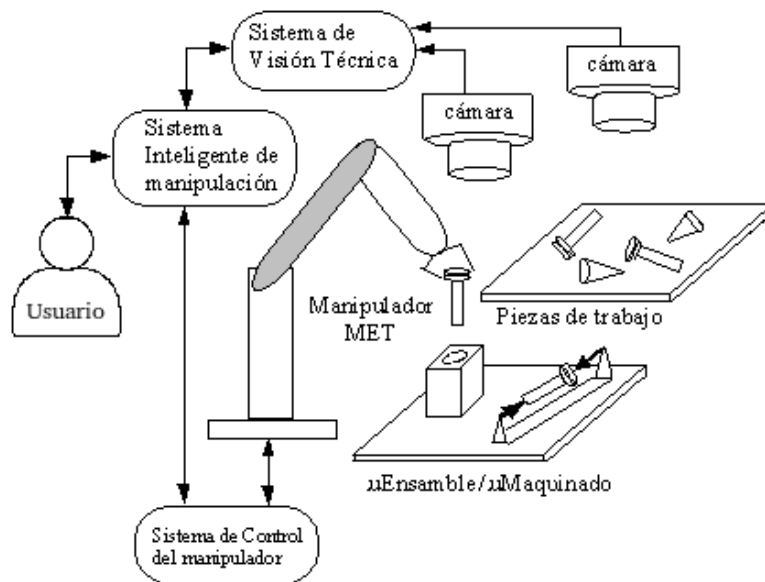 Sistema de
Visión Técnica
cámara
cámara
Sistema
Inteligente de
manipulación
Usuario
Manipulador
MET
Piezas de trabajo
µEnsamble/µMaquinado
Sistema de Control
del manipulador